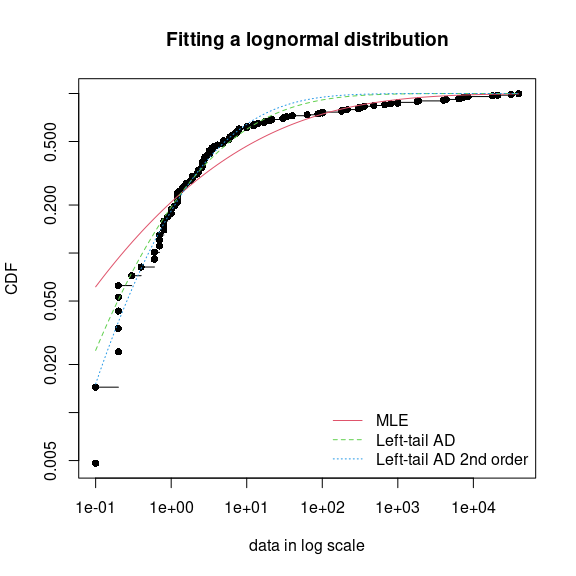 Fitting a lognormal distribution
CDF
0.500
0.200
0.050
0.020
0.005
MLE
Left-tail AD
Left-tail AD 2nd order
1e-01 1e+00 1e+01 1e+02 1e+03 1e+04
data in log scale